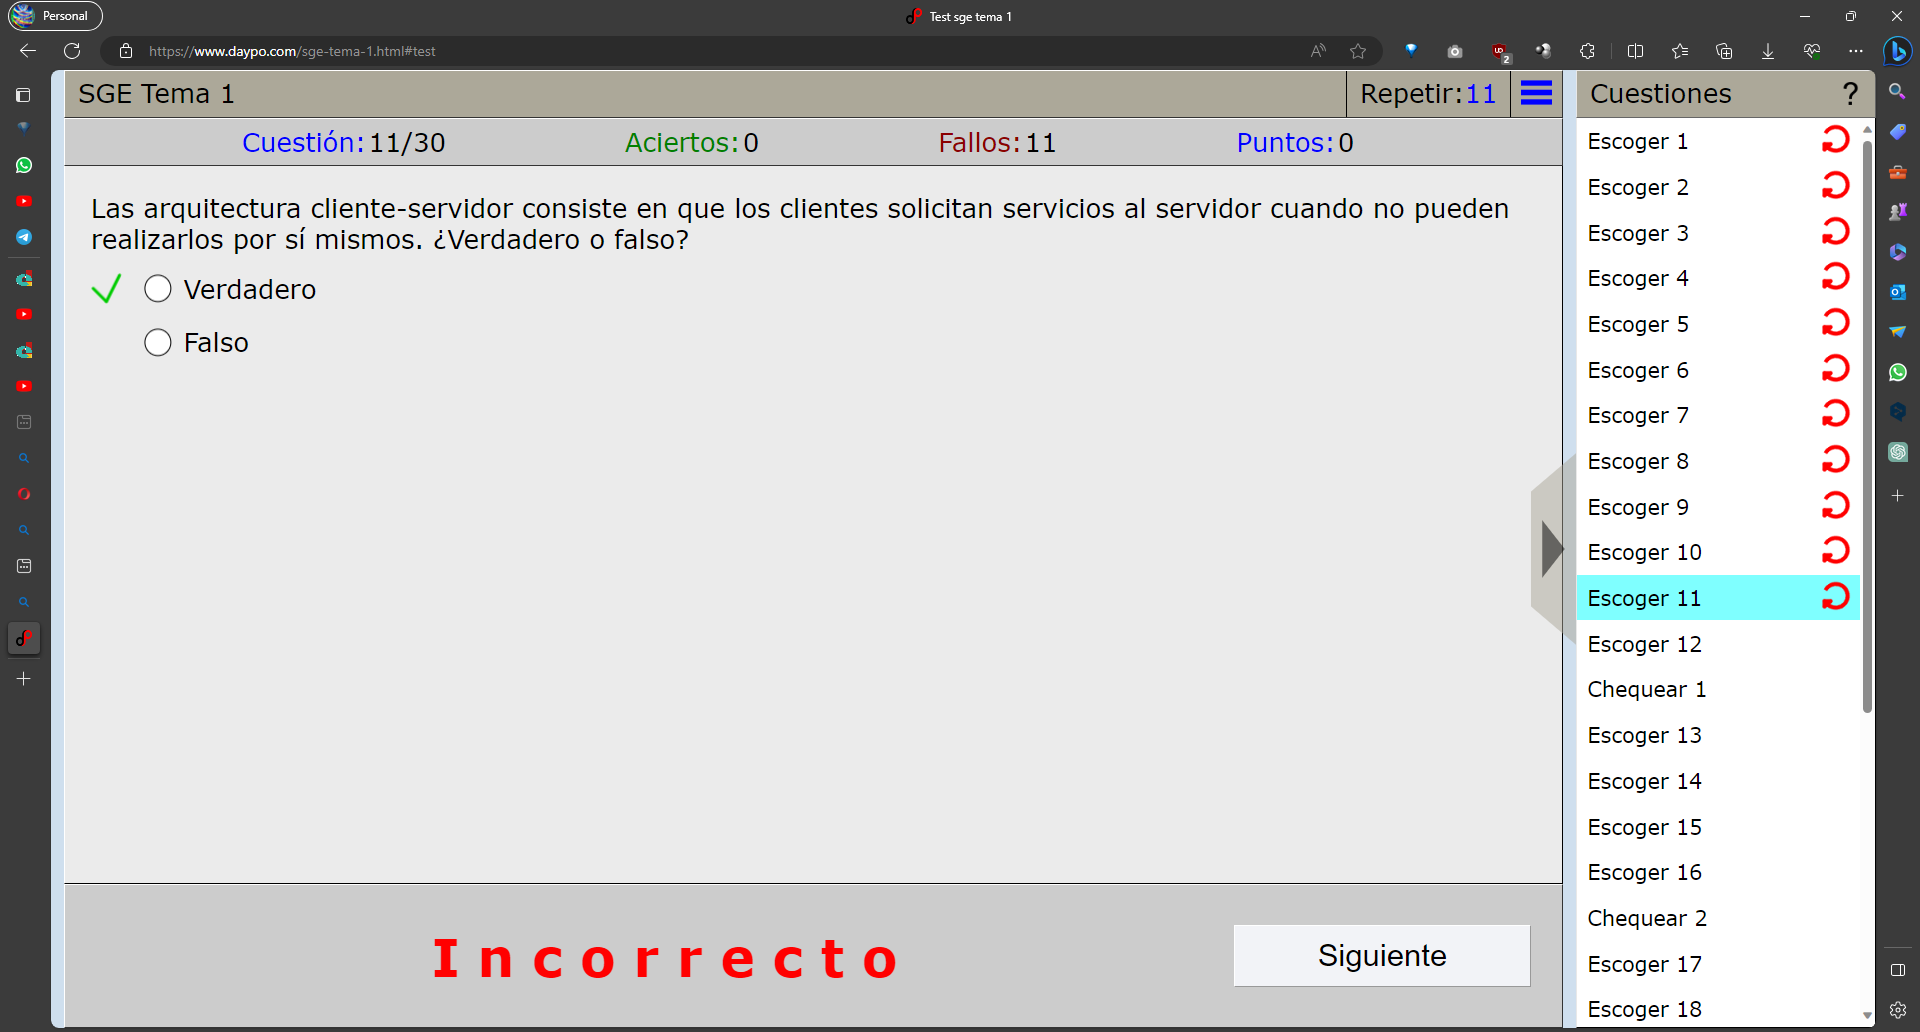 Personal
Test sge tema 1
https://www.daypo.com/sge-tema-1.html#test
2
SGE Tema 1
Repetir:11
Cuestiones
?
Cuestión:11/30
Aciertos:0
Fallos:11
Puntos:0
Las arquitectura cliente-servidor consiste en que los clientes solicitan servicios al servidor cuando no pueden
realizarlos por sí mismos. ¿Verdadero o falso?
Verdadero
Falso
Incorrecto
Siguiente
Escoger 1
Escoger 2
Escoger 3
Escoger 4
Escoger 5
Escoger 6
Escoger 7
Escoger 8
Escoger 9
Escoger 10
Escoger 11
Escoger 12
Chequear 1
Escoger 13
Escoger 14
Escoger 15
Escoger 16
Chequear 2
Escoger 17
Escoger 18